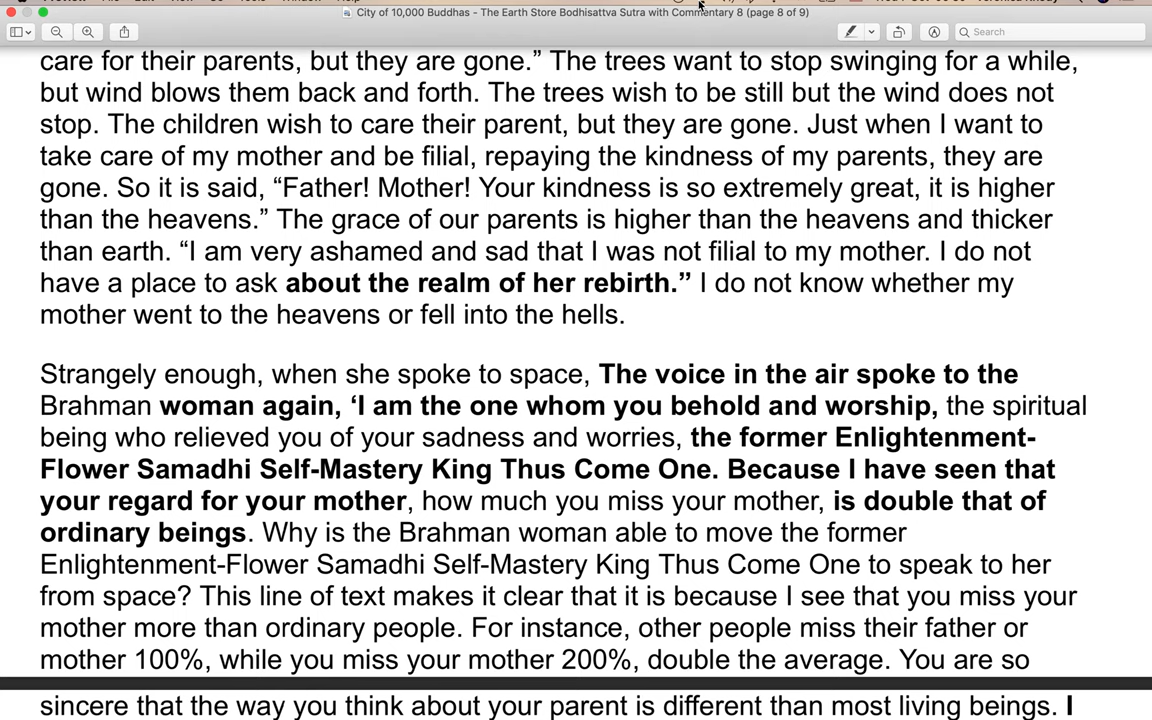 City of 10,000 Buddhas - The Earth Store Bodhisattva Sutra with Commentary 8 (page 8 of 9)
Search
care for their parents, but they are gone.” The trees want to stop swinging for a while,
but wind blows them back and forth. The trees wish to be still but the wind does not
stop. The children wish to care their parent, but they are gone. Just when I want to
take care of my mother and be filial, repaying the kindness of my parents, they are
gone. So it is said, “Father! Mother! Your kindness is so extremely great, it is higher
than the heavens.” The grace of our parents is higher than the heavens and thicker
than earth. “I am very ashamed and sad that I was not filial to my mother. I do not
have a place to ask about the realm of her rebirth.” I do not know whether my
mother went to the heavens or fell into the hells.
Strangely enough, when she spoke to space, The voice in the air spoke to the
Brahman woman again, ‘I am the one whom you behold and worship, the spiritual
being who relieved you of your sadness and worries, the former Enlightenment-
Flower Samadhi Self-Mastery King Thus Come One. Because I have seen that
your regard for your mother, how much you miss your mother, is double that of
ordinary beings. Why is the Brahman woman able to move the former
Enlightenment-Flower Samadhi Self-Mastery King Thus Come One to speak to her
from space? This line of text makes it clear that it is because I see that you miss your
mother more than ordinary people. For instance, other people miss their father or
mother 100%, while you miss your mother 200%, double the average. You are so
sincere that the way you think about your parent is different than most living beings. I